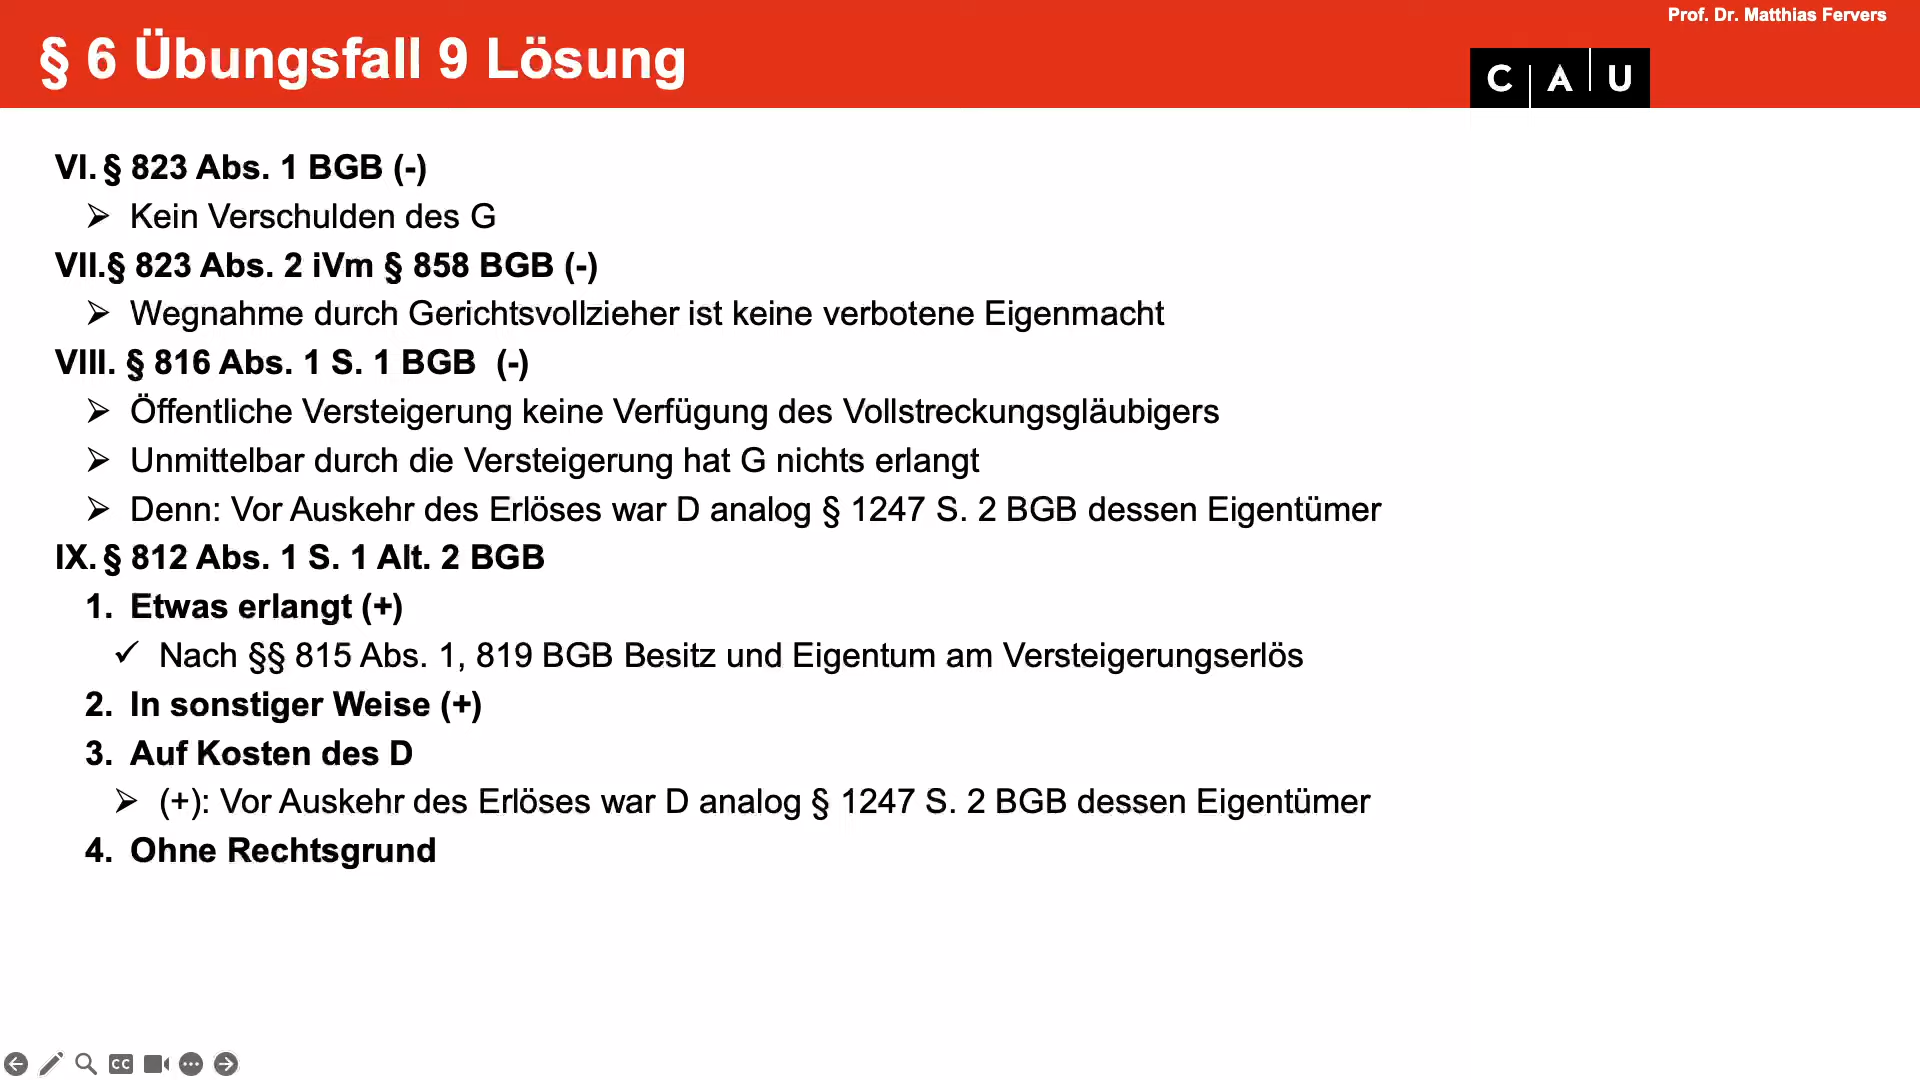 Prof. Dr. Matthias Fervers
§ 6 Übungsfall 9 Lösung
C A U
VI. § 823 Abs. 1 BGB (-)
➢ Kein Verschulden des G
VII.§ 823 Abs. 2 iVm § 858 BGB (-)
➢ Wegnahme durch Gerichtsvollzieher ist keine verbotene Eigenmacht
VIII. § 816 Abs. 1 S. 1 BGB (-)
➢ Öffentliche Versteigerung keine Verfügung des Vollstreckungsgläubigers
➢ Unmittelbar durch die Versteigerung hat G nichts erlangt
➢ Denn: Vor Auskehr des Erlöses war D analog § 1247 S. 2 BGB dessen Eigentümer
IX. § 812 Abs. 1 S. 1 Alt. 2 BGB
1. Etwas erlangt (+)
✓ Nach §§ 815 Abs. 1, 819 BGB Besitz und Eigentum am Versteigerungserlös
2. In sonstiger Weise (+)
3. Auf Kosten des D
➢ (+): Vor Auskehr des Erlöses war D analog § 1247 S. 2 BGB dessen Eigentümer
4. Ohne Rechtsgrund
CC